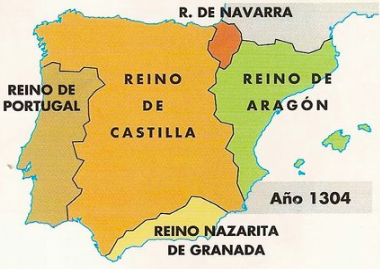 R. DE NAVARRA
REINO DE
PORTUGAL
REINO
DE
CASTILLA
REINO DE
ARAGÓN
Año 1304
REINO NAZARITA
DE GRANADA